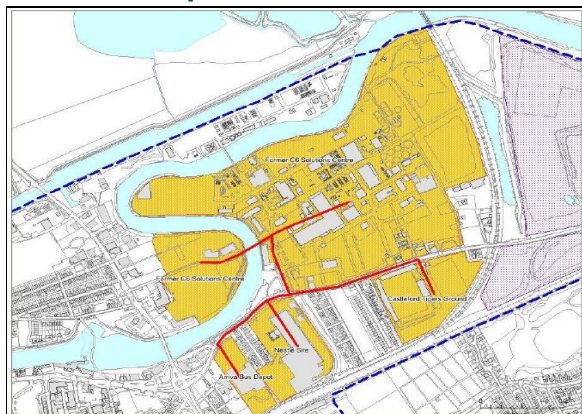 Former C6 Solutions Centre
Former C6 Solutions Centre
Castleford Tigers Ground
Nestle Site
Arriva Bus Depot